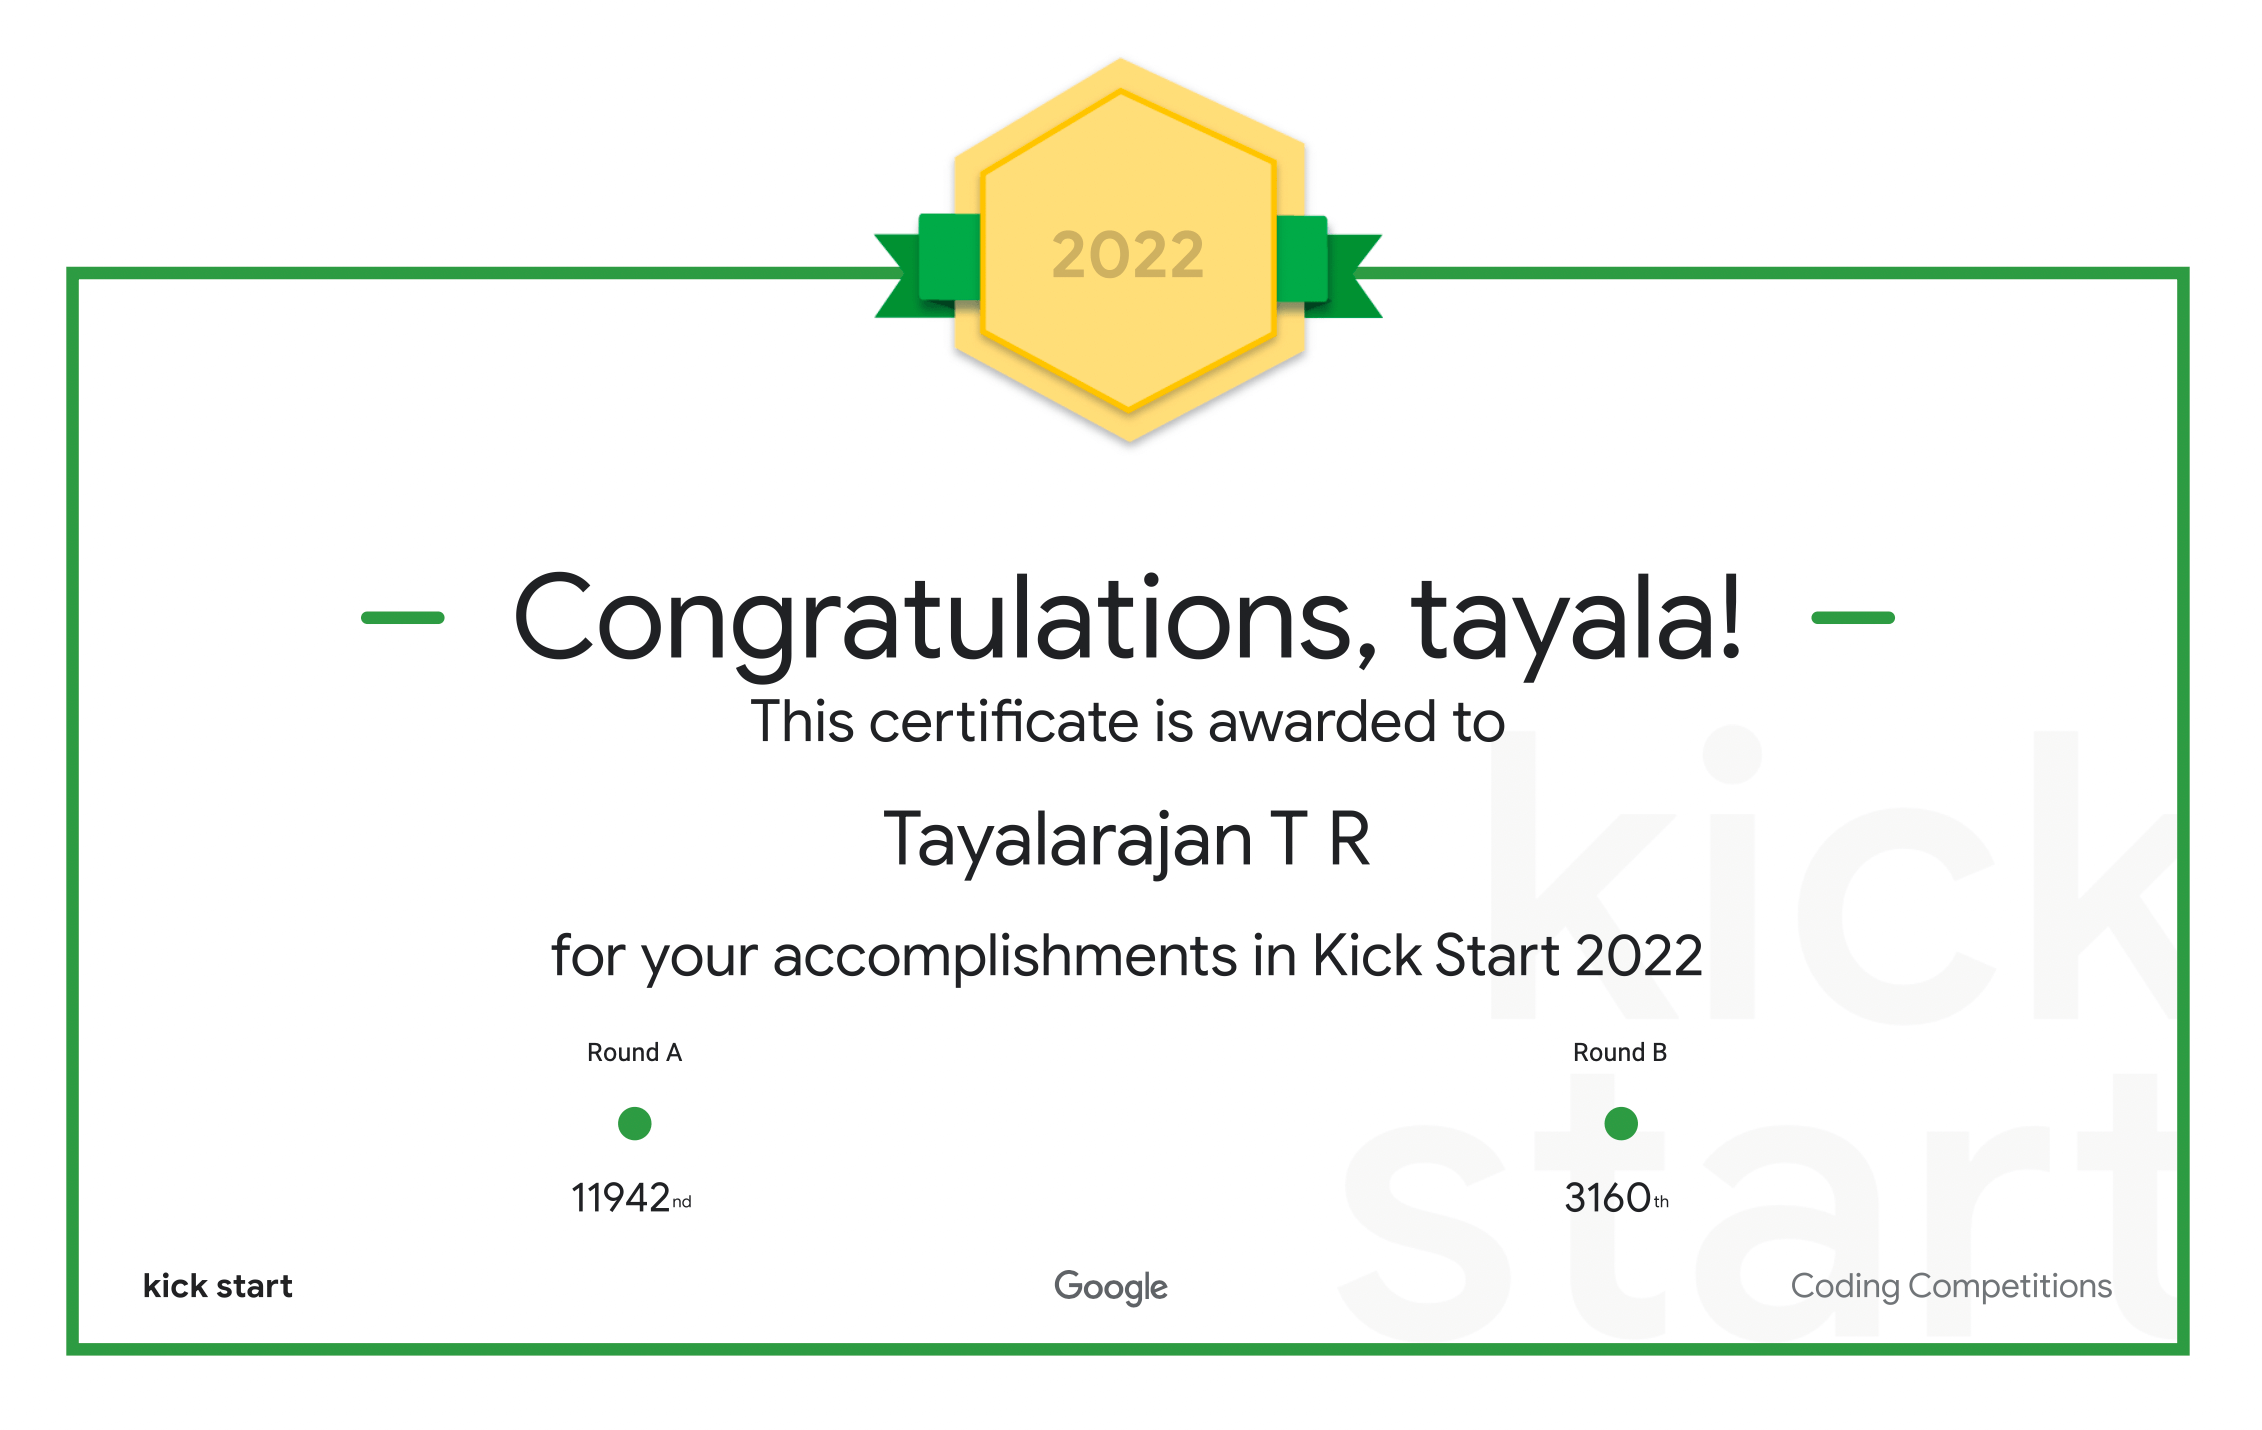 2022
Congratulations, tayala!
This certificate is awarded to
Tayalarajan T R
for your accomplishments in Kick Start 2022
Round A
Round B
11942nd
3160th
kick start
Google
Coding Competitions
kick
start